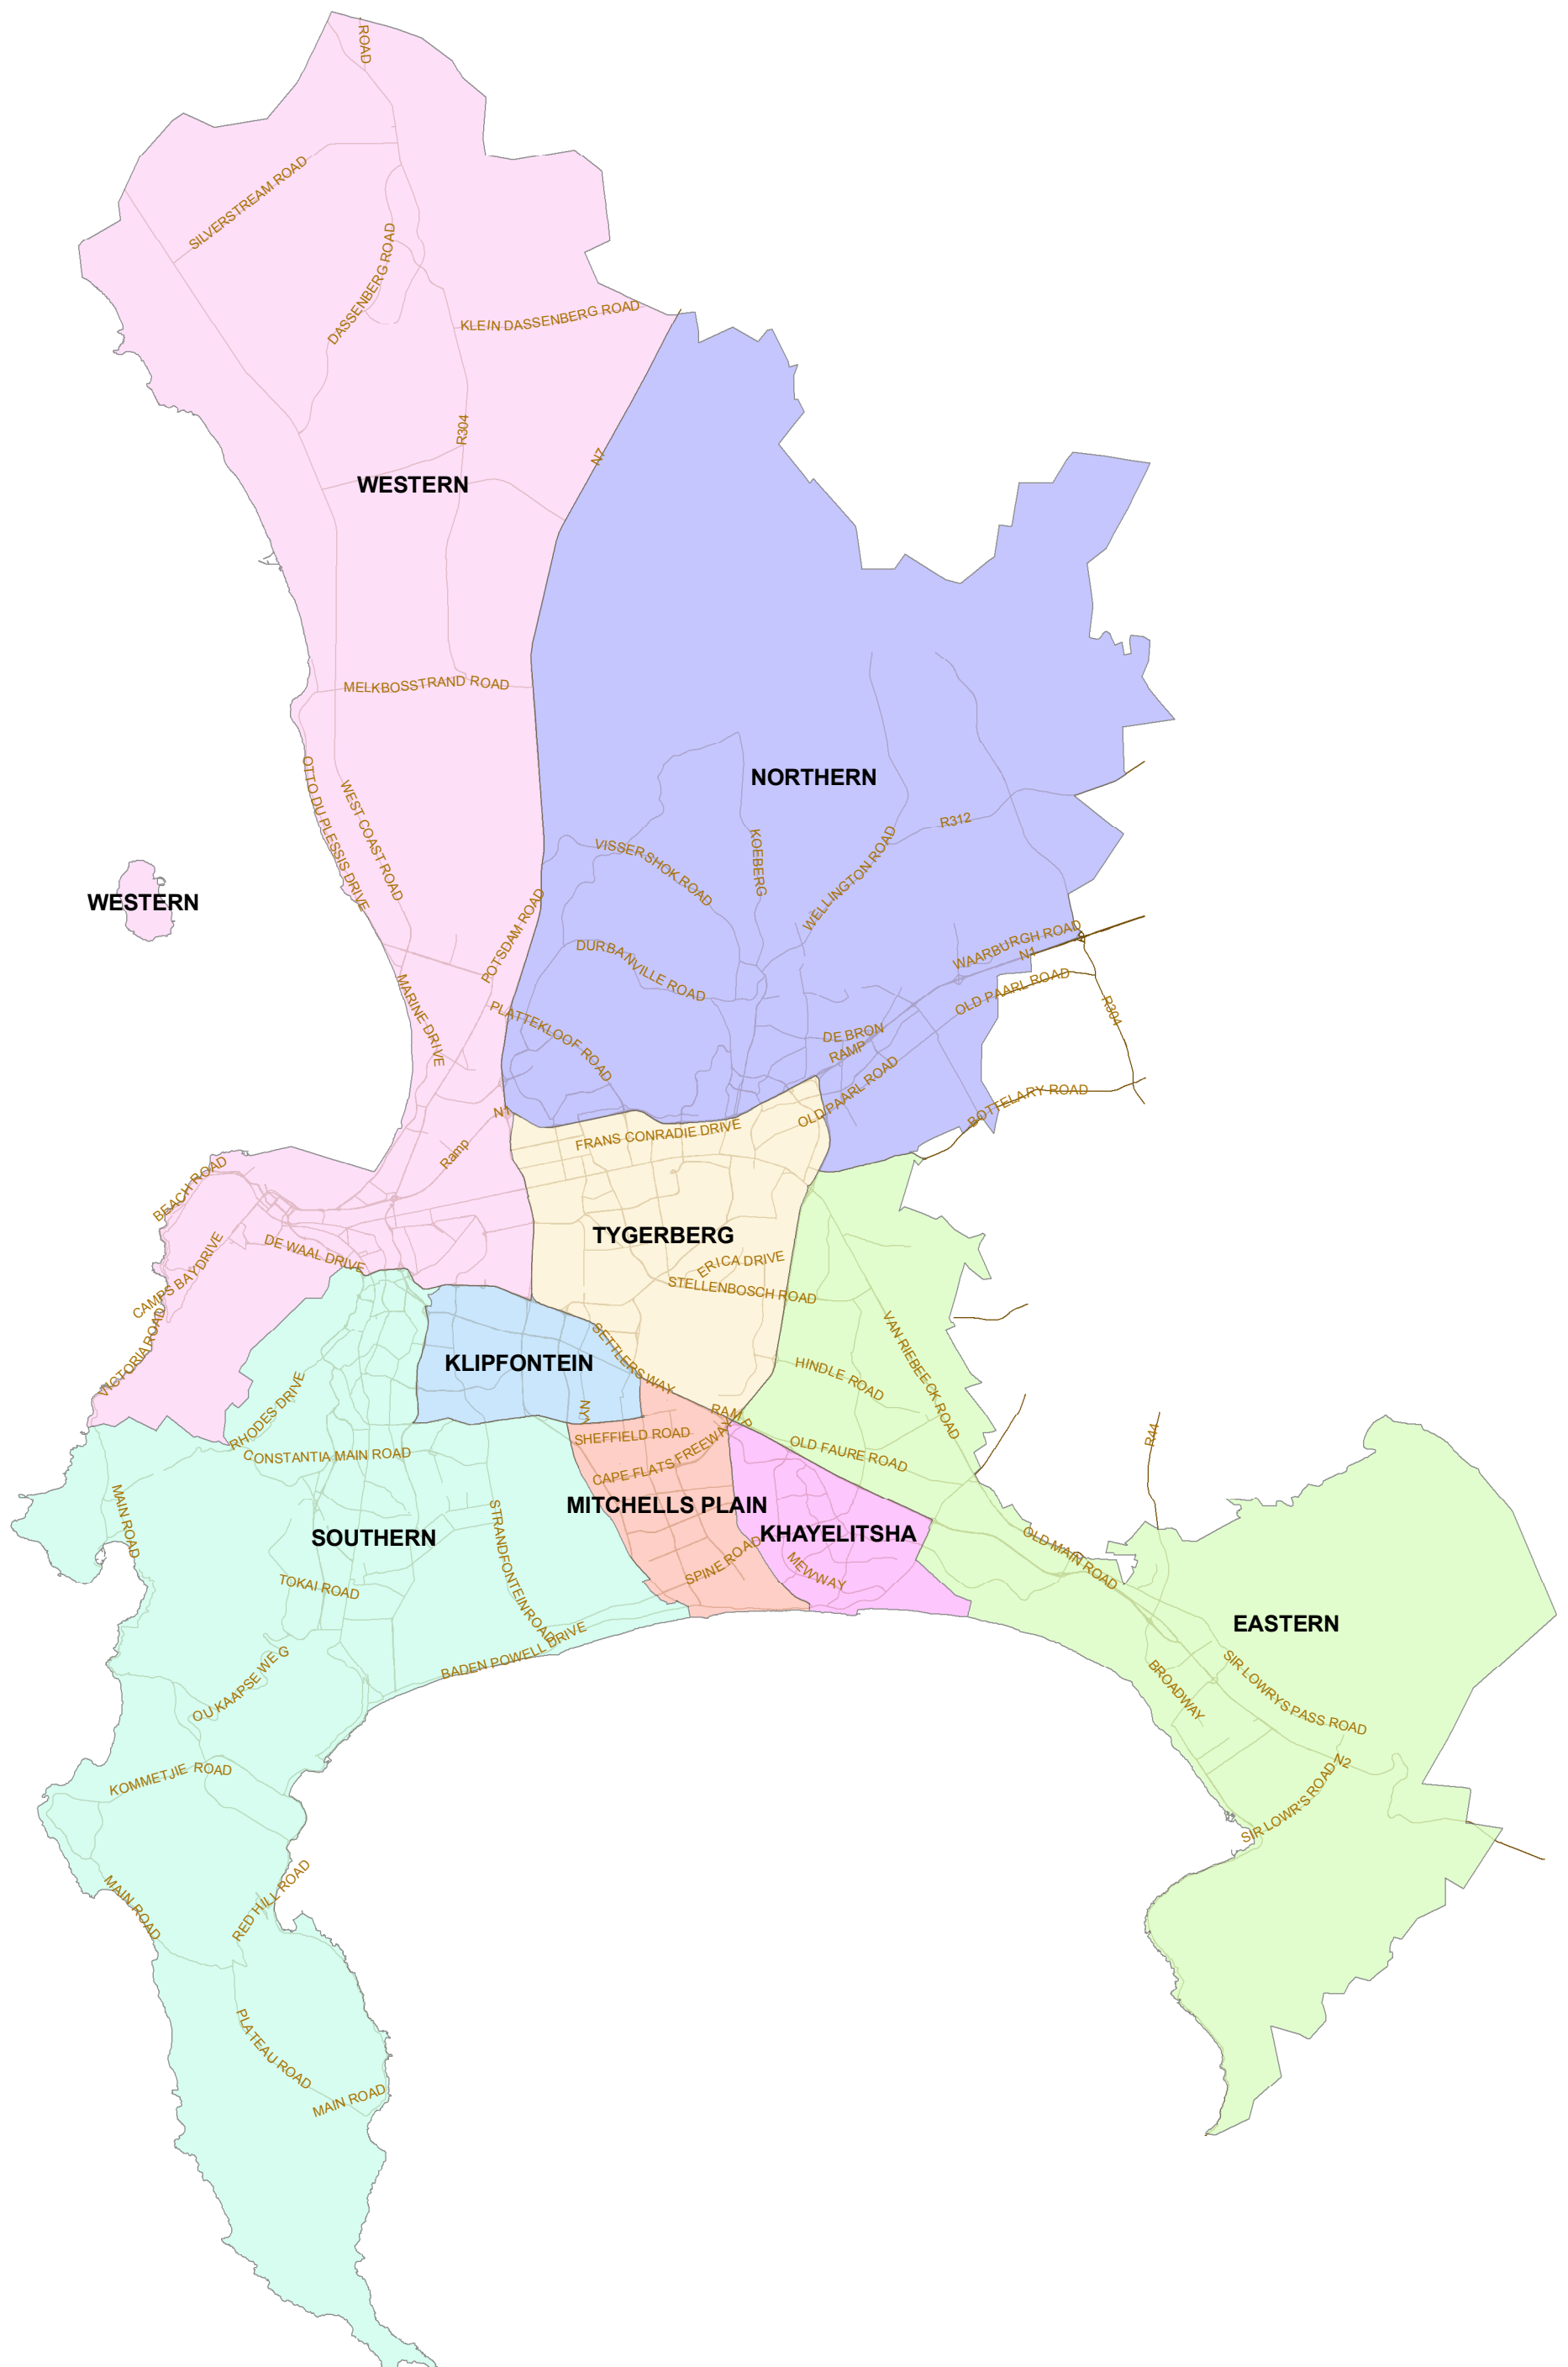 ROAD
SILVERSTREAM ROAD
DASSENBERG ROAD
KLEIN DASSENBERG ROAD
R304
N7
WESTERN
MELKBOSSTRAND ROAD
NORTHERN
OTTO DU PLESSIS DRIVE
WEST COAST ROAD
R312
VISSERSHOK ROAD
KOEBERG
WELLINGTON ROAD
WESTERN
POTSDAM ROAD
DURBANVILLE ROAD
WAARBURGH ROAD
N1
OLD PAARL ROAD
R304
MARINE DRIVE
PLATTEKLOOF ROAD
DE BRON
RAMP
OLD PAARL ROAD
BOTTELARY ROAD
N1
FRANS CONRADIE DRIVE
Ramp
BEACH ROAD
DE WAAL DRIVE
CAMPS BAY DRIVE
TYGERBERG
ERICA DRIVE
STELLENBOSCH ROAD
VICTORIA ROAD
KLIPFONTEIN
SETTLERS WAY
VAN RIEBEECK ROAD
HINDLE ROAD
RHODES DRIVE
NY1
RAMP
CONSTANTIA MAIN ROAD
SHEFFIELD ROAD
CAPE FLATS FREEWAY
OLD FAURE ROAD
R44
MAIN ROAD
MITCHELLS PLAIN
SOUTHERN
STRANDFONTEIN ROAD
KHAYELITSHA
OLD MAIN ROAD
TOKAI ROAD
SPINE ROAD
MEW WAY
EASTERN
BADEN POWELL DRIVE
OU KAAPSE WEG
BROADWAY
SIR LOWRYS PASS ROAD
KOMMETJIE ROAD
N2
SIR LOWR'S ROAD
MAIN ROAD
RED HILL ROAD
PLATEAU ROAD
MAIN ROAD